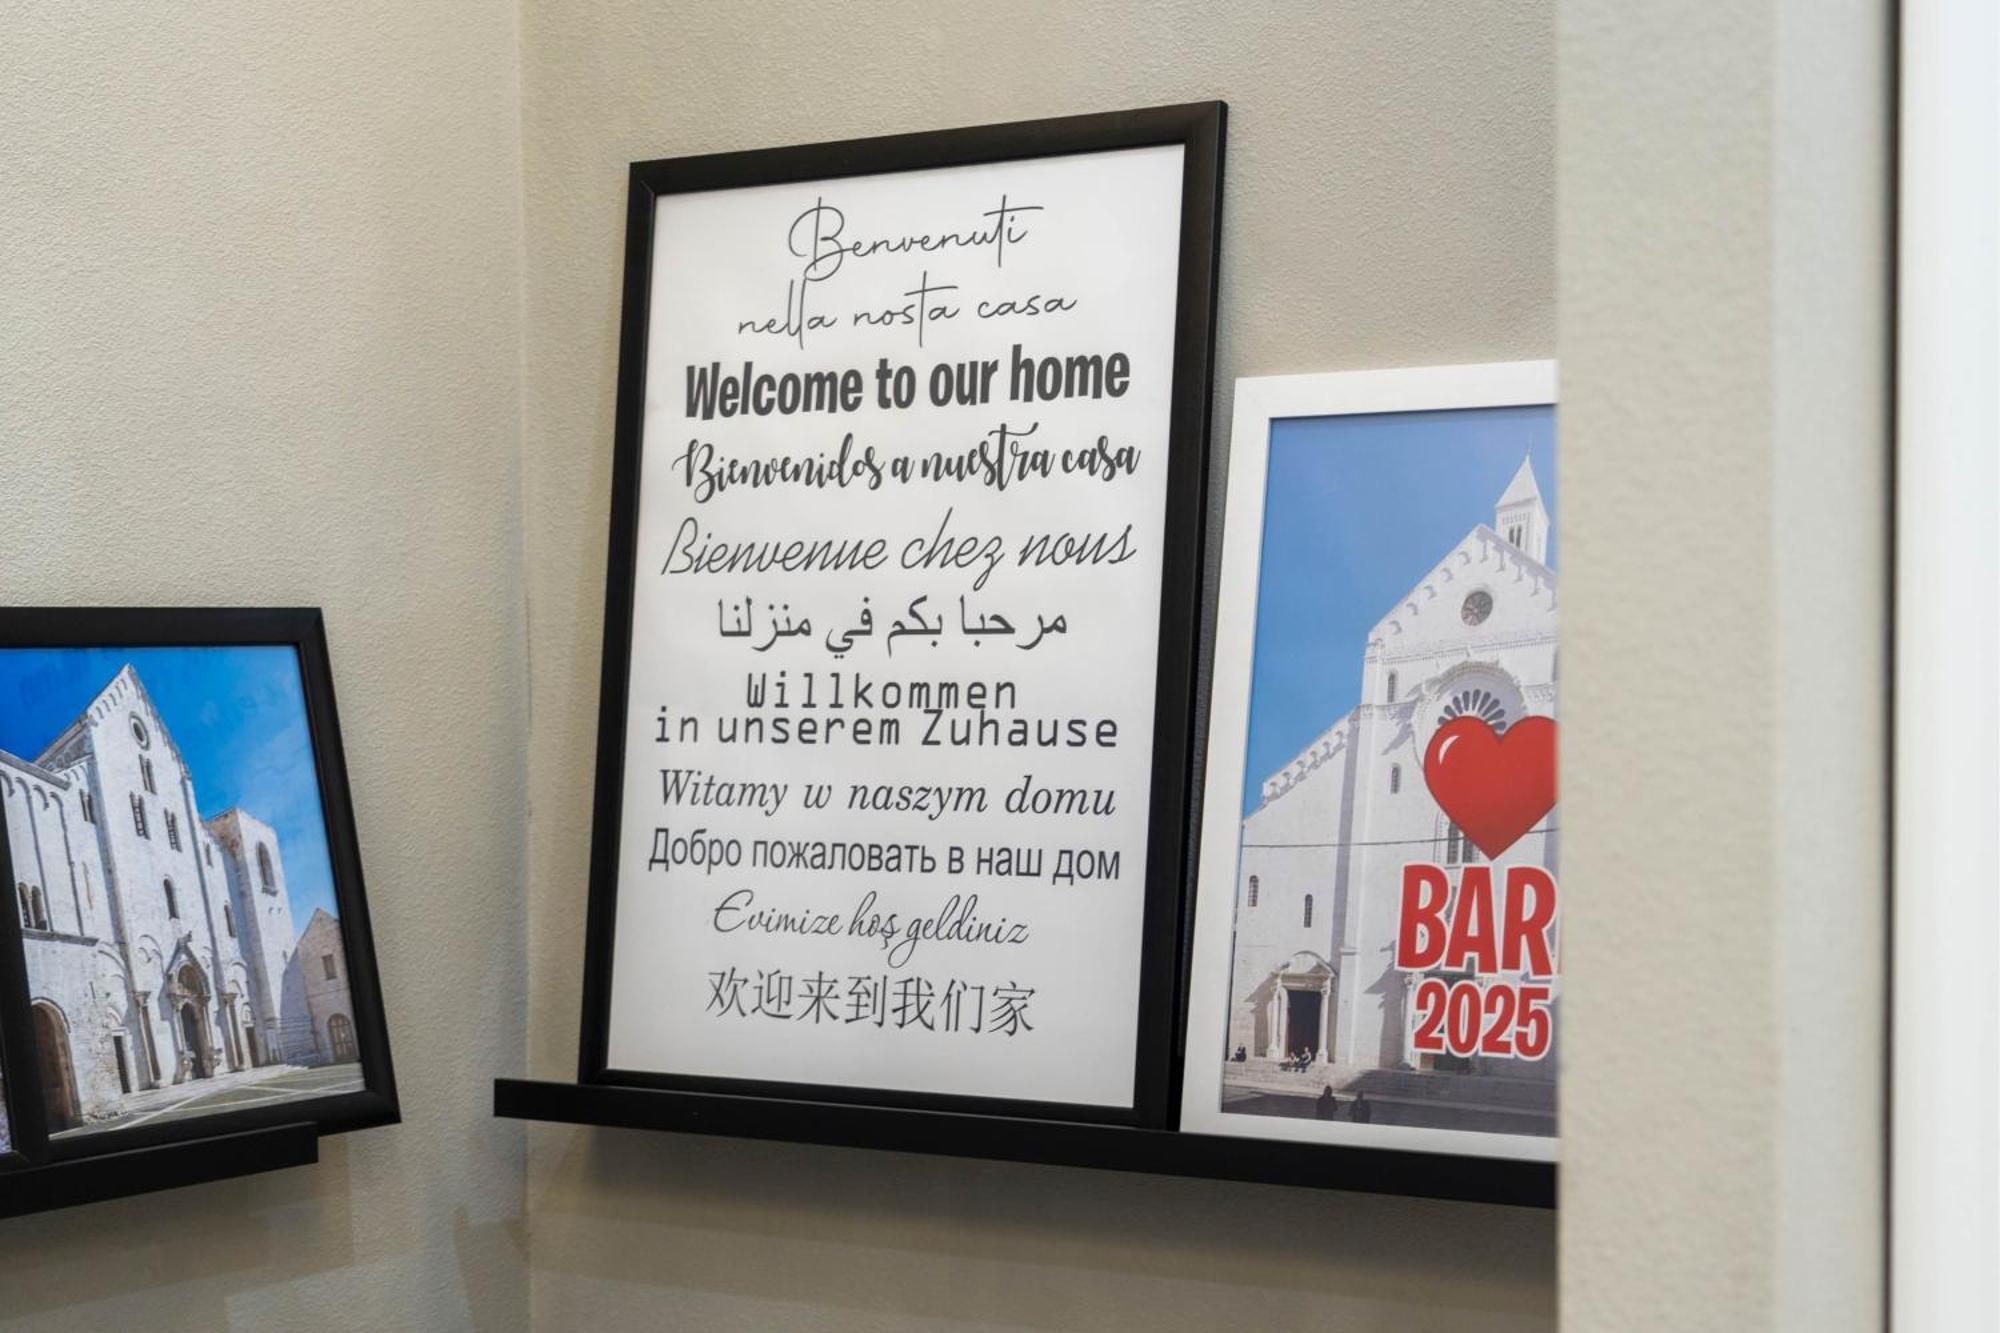 Benvenuti
nella nosta casa
Welcome to our home
Bienvenidos a nuestra casa
Bienvenue chez nous
مرحبا بكم في منزلنا
Willkommen
in unserem Zuhause
Witamy w naszym domu
Добро пожаловать в наш дом
Evimize hoş geldiniz
欢迎来到我们家
BAR
2025